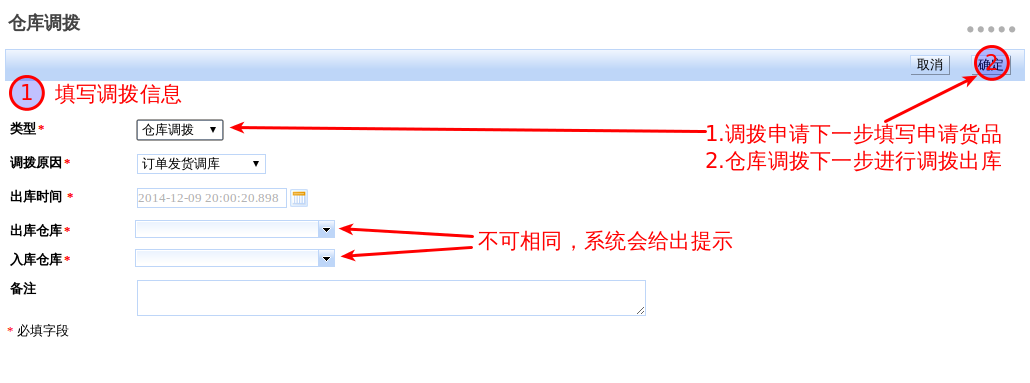 仓库调拨
取消 确定 2
1 填写调拨信息
类型* 仓库调拨
1.调拨申请下一步填写申请货品
2.仓库调拨下一步进行调拨出库
调拨原因* 订单发货调库
出库时间 * 2014-12-09 20:00:20.898
出库仓库*
不可相同，系统会给出提示
入库仓库*
备注
* 必填字段